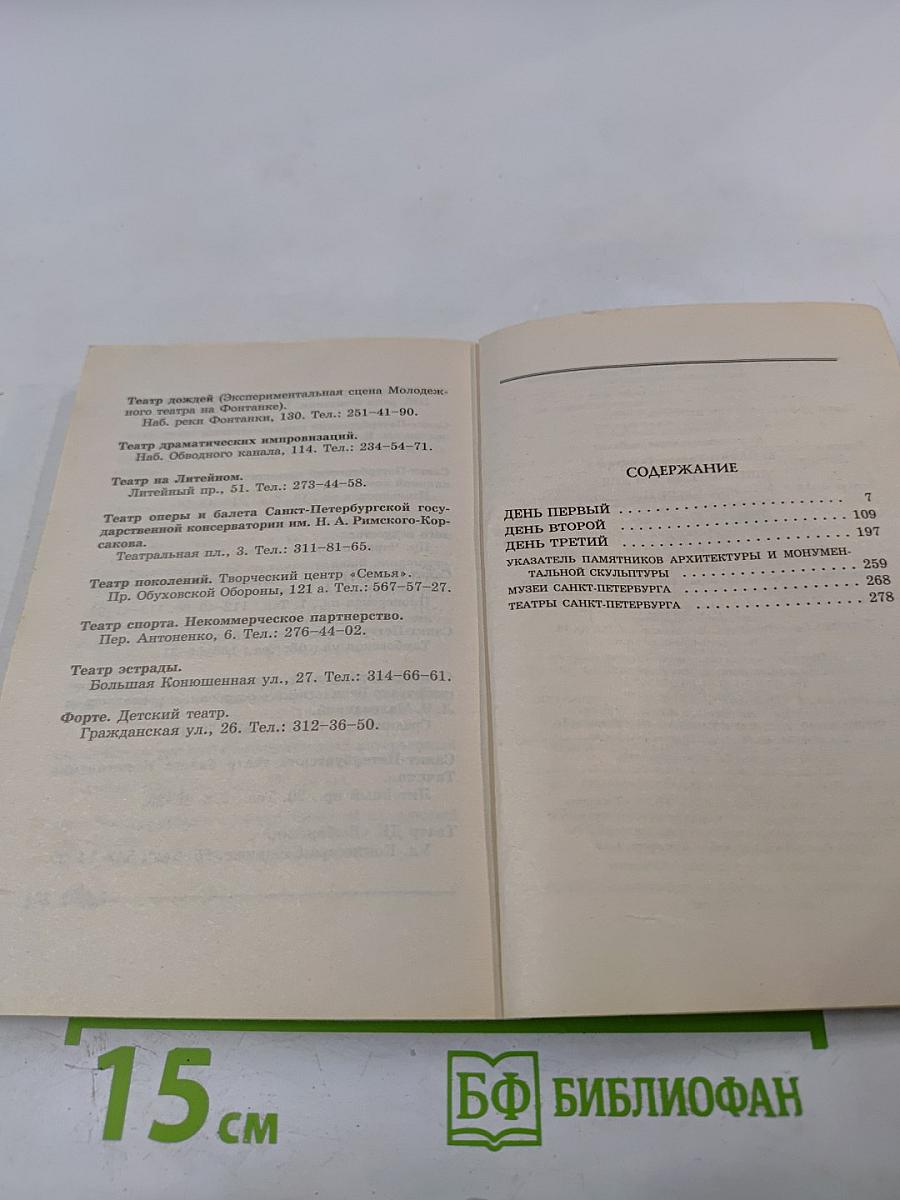 Театр дождей (Экспериментальная сцена Молодеж-
ного театра на Фонтанке).
Наб. реки Фонтанки, 130. Тел.: 251-41-90.
Театр драматических импровизаций.
Наб. Обводного канала, 114. Тел.: 234-54-71.
Театр на Литейном.
Литейный пр., 51. Тел.: 273-44-58.
Театр оперы и балета Санкт-Петербургской госу-
дарственной консерватории им. Н. А. Римского-Кор-
сакова.
Театральная пл., 3. Тел.: 311-81-65.
Театр поколений. Творческий центр «Семья».
Пр. Обуховской Обороны, 121 а. Тел.: 567-57-27.
Театр спорта. Некоммерческое партнерство.
Пер. Антоненко, 6. Тел.: 276-44-02.
Театр эстрады.
Большая Конюшенная ул., 27. Тел.: 314-66-61.
Форте. Детский театр.
Гражданская ул., 26. Тел.: 312-36-50.
СОДЕРЖАНИЕ
ДЕНЬ ПЕРВЫЙ . . . . . . . . . . . . . . . . . . . . . . 7
ДЕНЬ ВТОРОЙ . . . . . . . . . . . . . . . . . . . . . . 109
ДЕНЬ ТРЕТИЙ . . . . . . . . . . . . . . . . . . . . . . 197
УКАЗАТЕЛЬ ПАМЯТНИКОВ АРХИТЕКТУРЫ И МОНУМЕН-
ТАЛЬНОЙ СКУЛЬПТУРЫ . . . . . . . . . . . . . . . . . 259
МУЗЕИ САНКТ-ПЕТЕРБУРГА . . . . . . . . . . . . . . . . 268
ТЕАТРЫ САНКТ-ПЕТЕРБУРГА . . . . . . . . . . . . . . . . 278
15 см
БФ БИБЛИОФАН